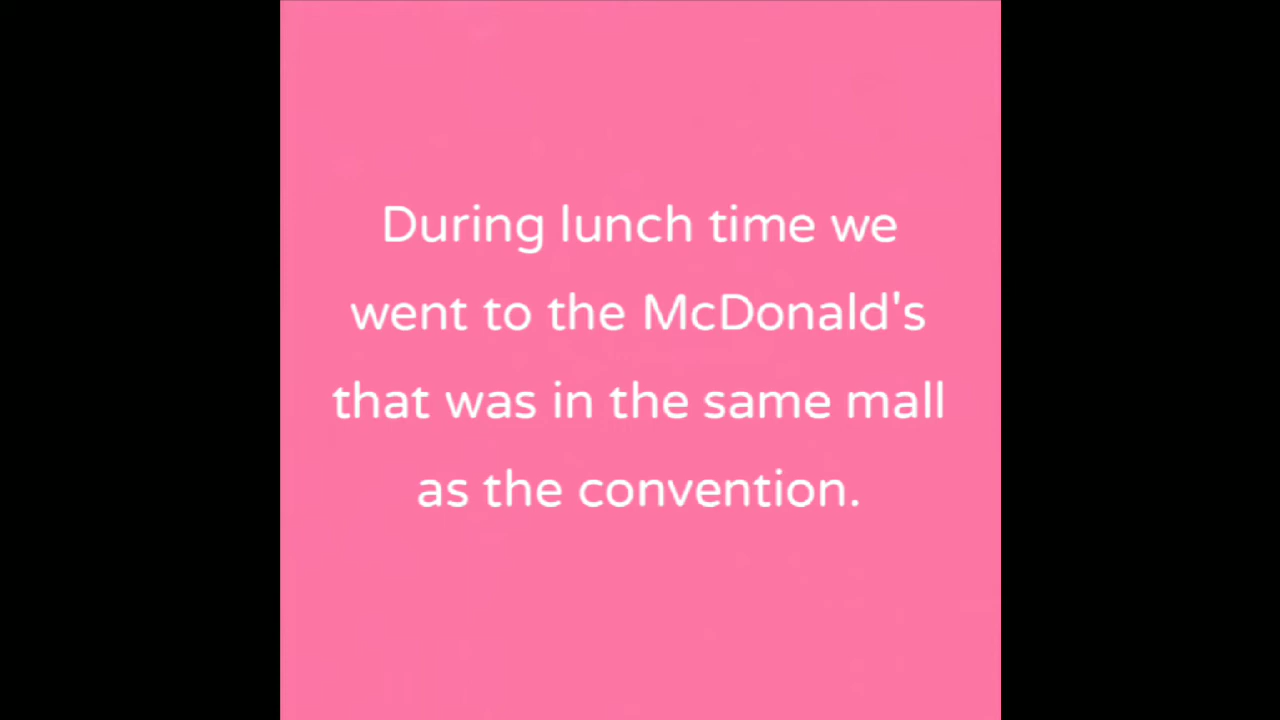 During lunch time we
went to the McDonald's
that was in the same mall
as the convention.